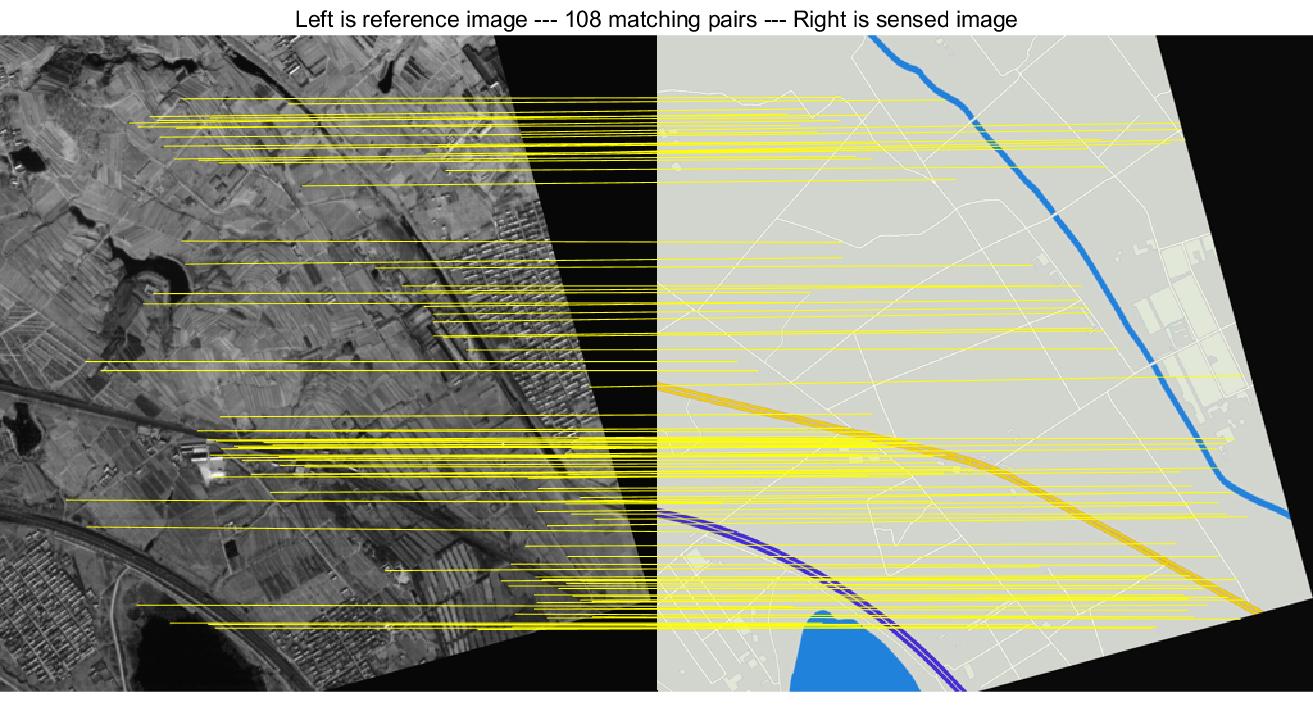 Left is reference image --- 108 matching pairs --- Right is sensed image